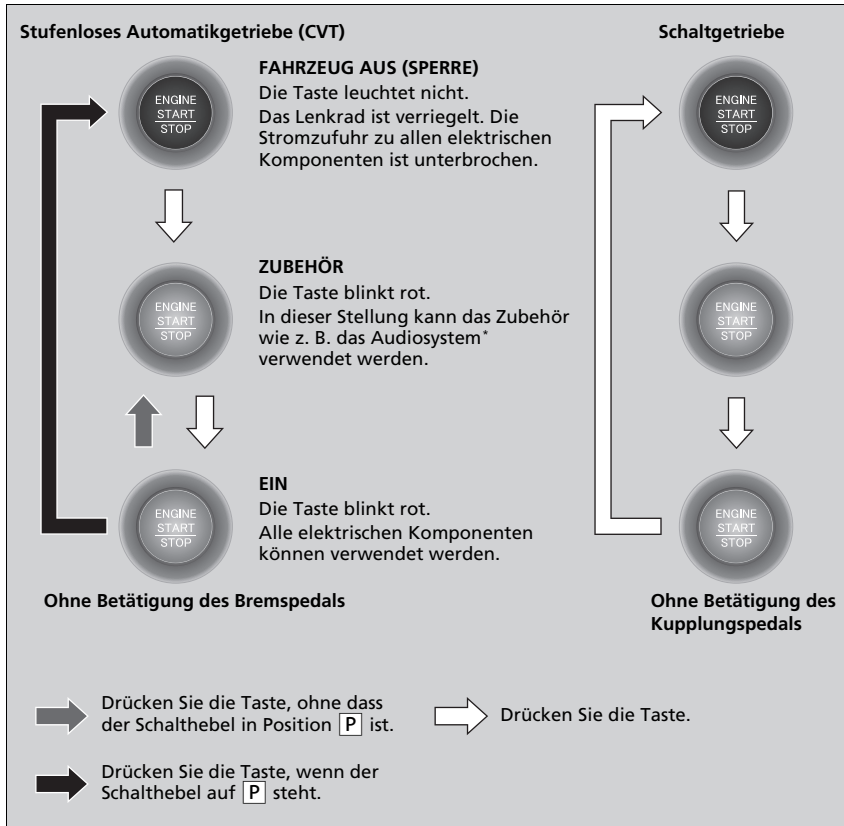 Stufenloses Automatikgetriebe (CVT)
Schaltgetriebe
ENGINE
START
STOP
FAHRZEUG AUS (SPERRE)
Die Taste leuchtet nicht.
Das Lenkrad ist verriegelt. Die
Stromzufuhr zu allen elektrischen
Komponenten ist unterbrochen.
ENGINE
START
STOP
ENGINE
START
STOP
ZUBEHÖR
Die Taste blinkt rot.
In dieser Stellung kann das Zubehör
wie z. B. das Audiosystem*
verwendet werden.
ENGINE
START
STOP
ENGINE
START
STOP
EIN
Die Taste blinkt rot.
Alle elektrischen Komponenten
können verwendet werden.
ENGINE
START
STOP
Ohne Betätigung des Bremspedals
Ohne Betätigung des
Kupplungspedals
Drücken Sie die Taste, ohne dass
der Schalthebel in Position P ist.
Drücken Sie die Taste.
Drücken Sie die Taste, wenn der
Schalthebel auf P steht.